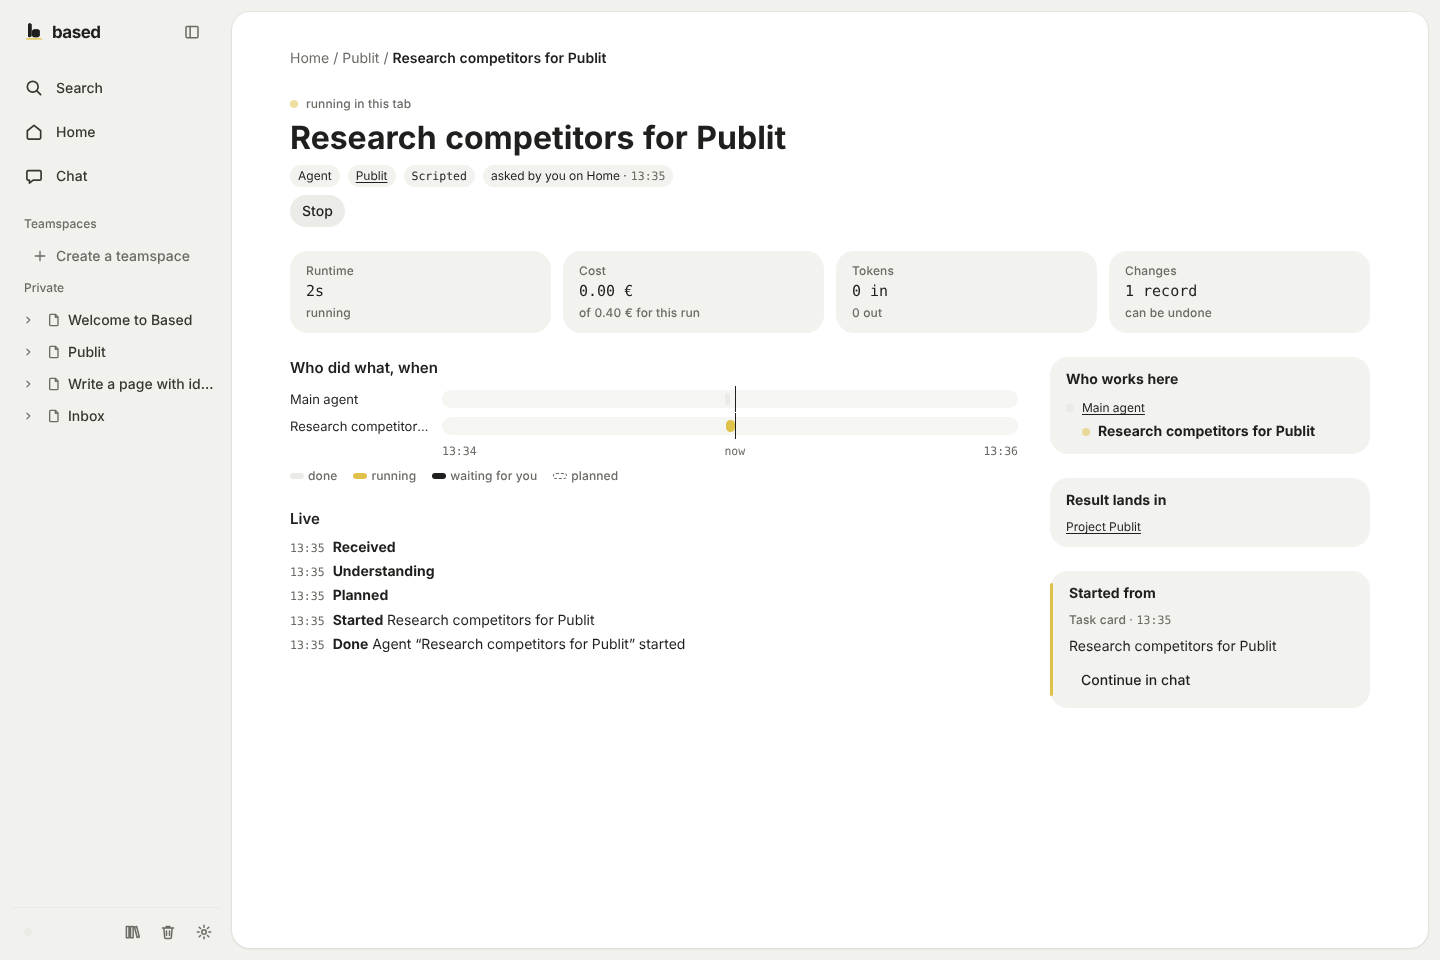 based
Search
Home
Chat
Teamspaces
Create a teamspace
Private
Welcome to Based
Publit
Write a page with id...
Inbox
Home / Publit / Research competitors for Publit
running in this tab
Research competitors for Publit
Agent Publit Scripted asked by you on Home · 13:35
Stop
Runtime
2s
running
Cost
0.00 €
of 0.40 € for this run
Tokens
0 in
0 out
Changes
1 record
can be undone
Who did what, when
Main agent
Research competitor...
13:34 now 13:36
done running waiting for you planned
Live
13:35 Received
13:35 Understanding
13:35 Planned
13:35 Started Research competitors for Publit
13:35 Done Agent “Research competitors for Publit” started
Who works here
Main agent
Research competitors for Publit
Result lands in
Project Publit
Started from
Task card · 13:35
Research competitors for Publit
Continue in chat